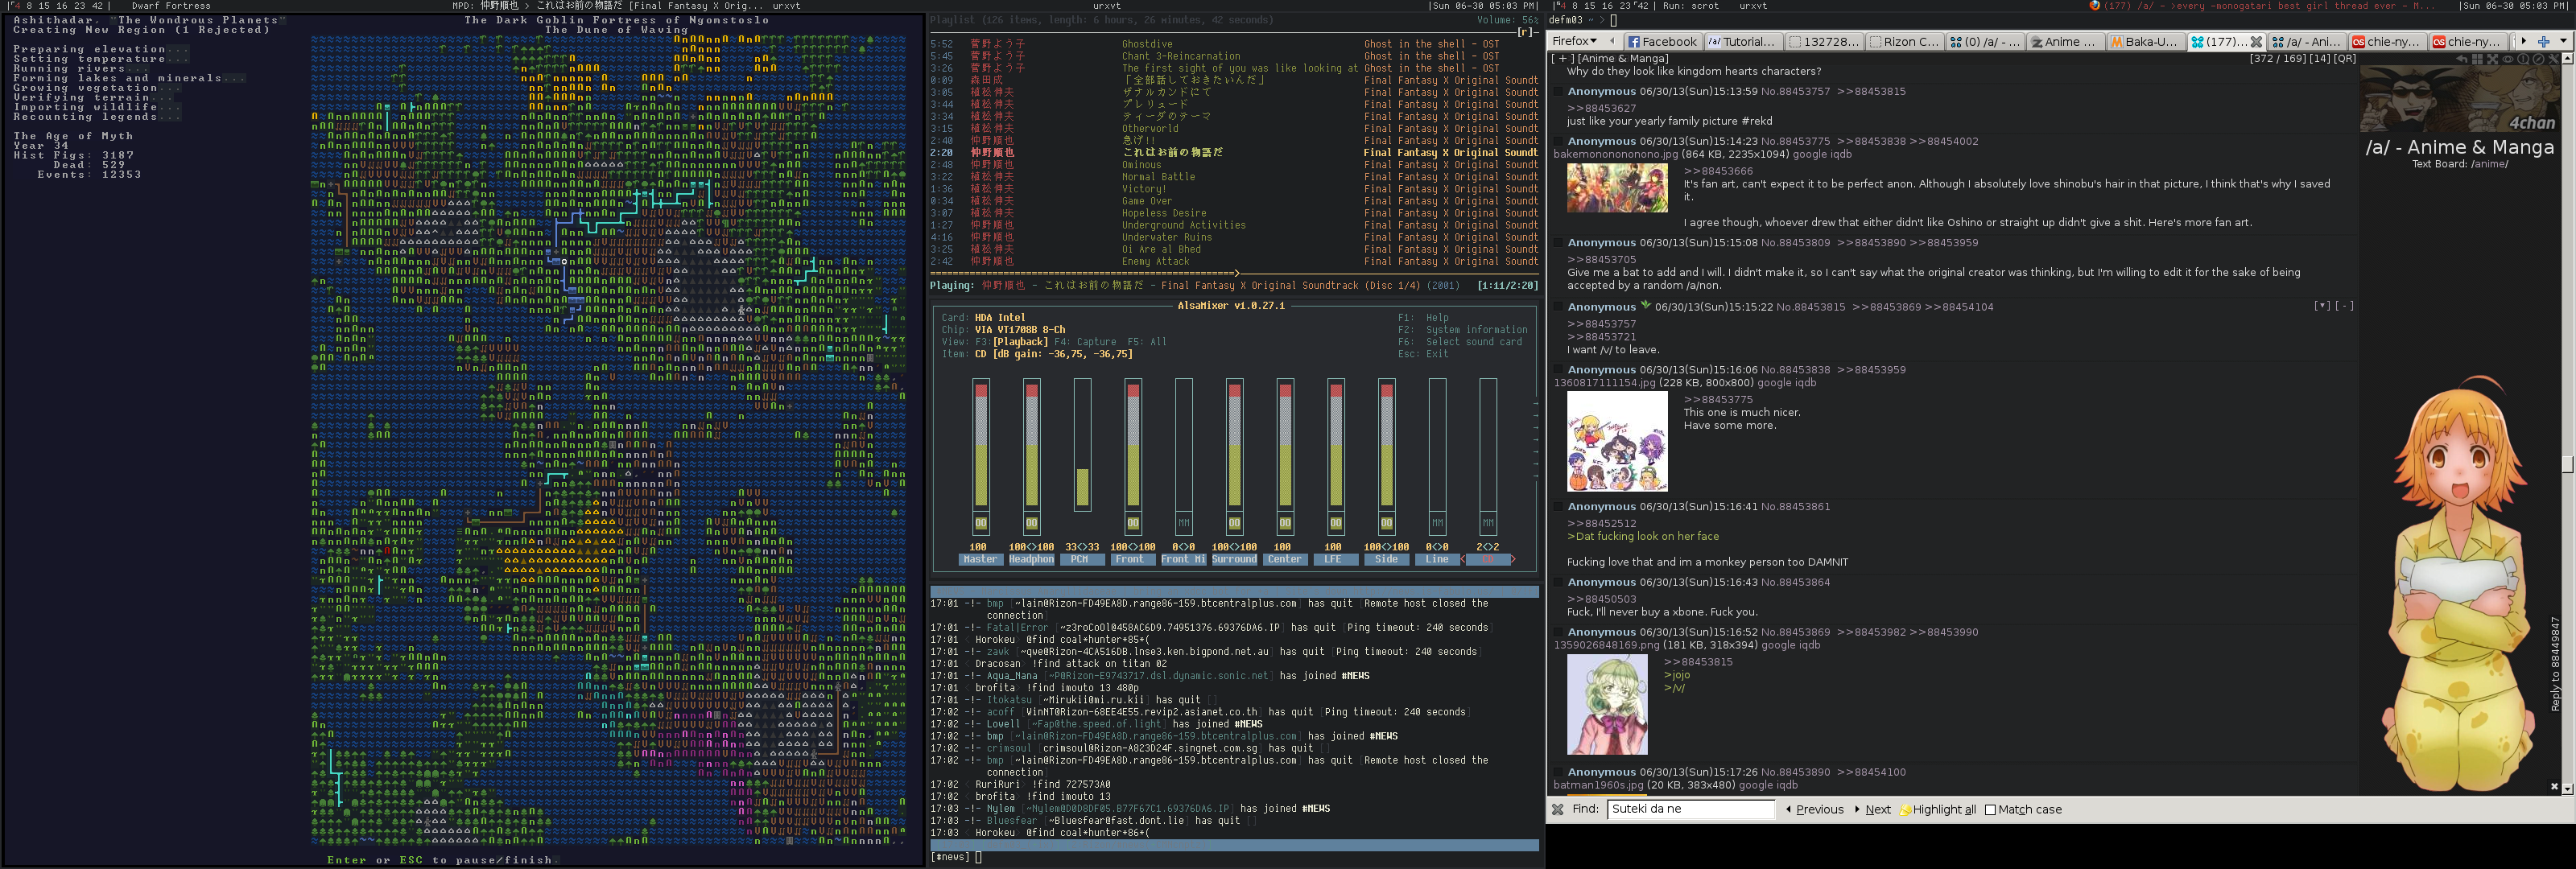 4 8 15 16 23 42 | Dwarf Fortress
Ashithadar. "The Wondrous Planets"
Creating New Region (1 Rejected)
Preparing elevation...
Setting temperature...
Running rivers...
Forming lakes and minerals...
Growing vegetation...
Verifying terrain...
Importing wildlife...
Recounting legends...
The Age of Myth
Year 34
Hist Figs: 3187
Dead: 529
Events: 12353
The Dark Goblin Fortress of Ngonstoslo
The Dune of Waving
Enter or ESC to pause/finish.
MPD: 仲野順也 > これはお前の物語だ [Final Fantasy X Orig... urxvt
urxvt
|Sun 06-30 05:03 PM|
Playlist (126 items, length: 6 hours, 26 minutes, 42 seconds)
Volume: 56%
[r]
5:52 菅野よう子 Ghostdive Ghost in the shell - OST
5:45 菅野よう子 Chant 3-Reincarnation Ghost in the shell - OST
3:26 菅野よう子 The first sight of you was like looking at Ghost in the shell - OST
0:09 森田成 「全部話しておきたいんだ」 Final Fantasy X Original Soundt
3:05 植松伸夫 ザナルカンドにて Final Fantasy X Original Soundt
3:44 植松伸夫 プレリュード Final Fantasy X Original Soundt
3:34 植松伸夫 ティーダのテーマ Final Fantasy X Original Soundt
3:15 植松伸夫 Otherworld Final Fantasy X Original Soundt
2:40 仲野順也 急げ!! Final Fantasy X Original Soundt
2:20 仲野順也 これはお前の物語だ Final Fantasy X Original Soundt
2:48 仲野順也 Ominous Final Fantasy X Original Soundt
3:22 植松伸夫 Normal Battle Final Fantasy X Original Soundt
1:36 植松伸夫 Victory! Final Fantasy X Original Soundt
0:34 植松伸夫 Game Over Final Fantasy X Original Soundt
3:07 植松伸夫 Hopeless Desire Final Fantasy X Original Soundt
1:27 仲野順也 Underground Activities Final Fantasy X Original Soundt
4:16 仲野順也 Underwater Ruins Final Fantasy X Original Soundt
3:25 植松伸夫 Oi Are al Bhed Final Fantasy X Original Soundt
2:42 仲野順也 Enemy Attack Final Fantasy X Original Soundt
Playing: 仲野順也 - これはお前の物語だ - Final Fantasy X Original Soundtrack (Disc 1/4) (2001) [1:11/2:20]
AlsaMixer v1.0.27.1
Card: HDA Intel F1: Help
Chip: VIA VT1708B 8-Ch F2: System information
View: F3:[Playback] F4: Capture F5: All F6: Select sound card
Item: CD [dB gain: -36,75, -36,75] Esc: Exit
OO OO OO MM OO OO OO OO MM MM
100 100<>100 33<>33 100<>100 0<>0 100<>100 100 100 100<>100 0<>0 2<>2
Master Headphon PCM Front Front Mi Surround Center LFE Side Line < CD >
17:01 -!- bmp [~lain@Rizon-FD49EA8D.range86-159.btcentralplus.com] has quit [Remote host closed the
connection]
17:01 -!- Fatal|Error [~z3roCoOl@458AC6D9.74951376.69376DA6.IP] has quit [Ping timeout: 240 seconds]
17:01 < Horokeu> @find coal*hunter*85*(
17:01 -!- zawk [~qve@Rizon-4CA516DB.lnse3.ken.bigpond.net.au] has quit [Ping timeout: 240 seconds]
17:01 < Dracosan> !find attack on titan 02
17:01 -!- Aqua_Nana [~P@Rizon-E9743717.dsl.dynamic.sonic.net] has joined #NEWS
17:01 < brofita> !find imouto 13 480p
17:01 -!- Itokatsu [~Mirukii@mi.ru.kii] has quit []
17:02 -!- acoff [WinNT@Rizon-68EE4E55.revip2.asianet.co.th] has quit [Ping timeout: 240 seconds]
17:02 -!- Lowell [~Fap@the.speed.of.light] has joined #NEWS
17:02 -!- bmp [~lain@Rizon-FD49EA8D.range86-159.btcentralplus.com] has joined #NEWS
17:02 -!- crimsoul [crimsoul@Rizon-A823D24F.singnet.com.sg] has quit []
17:02 -!- bmp [~lain@Rizon-FD49EA8D.range86-159.btcentralplus.com] has quit [Remote host closed the
connection]
17:02 < RuriRuri> !find 727573A0
17:02 < brofita> !find imouto 13
17:03 -!- Nylem [~Nylem@D0D8DF05.B77F67C1.69376DA6.IP] has joined #NEWS
17:03 -!- Bluesfear [~Bluesfear@fast.dont.lie] has quit []
17:03 < Horokeu> @find coal*hunter*86*(
[#news]
4 8 15 16 23 42 | Run: scrot urxvt
(177) /a/ - >every -monogatari best girl thread ever - M...
|Sun 06-30 05:03 PM|
defm03 ~ >
Firefox
Facebook
/a/ Tutorial...
132728...
Rizon C...
(0) /a/ - ...
Anime ...
Baka-U...
(177)...
/a/ - Ani...
chie-ny...
chie-ny...
[ + ] [Anime & Manga]
[372 / 169] [14] [QR]
Why do they look like kingdom hearts characters?
Anonymous 06/30/13(Sun)15:13:59 No.88453757 >>88453815
>>88453627
just like your yearly family picture #rekd
Anonymous 06/30/13(Sun)15:14:23 No.88453775 >>88453838 >>88454002
bakemonononono­no.jpg (864 KB, 2235x1094) google iqdb
>>88453666
It's fan art, can't expect it to be perfect anon. Although I absolutely love shinobu's hair in that picture, I think that's why I saved
it.
I agree though, whoever drew that either didn't like Oshino or straight up didn't give a shit. Here's more fan art.
Anonymous 06/30/13(Sun)15:15:08 No.88453809 >>88453890 >>88453959
>>88453705
Give me a bat to add and I will. I didn't make it, so I can't say what the original creator was thinking, but I'm willing to edit it for the sake of being
accepted by a random /a/non.
Anonymous 06/30/13(Sun)15:15:22 No.88453815 >>88453869 >>88454104
>>88453757
>>88453721
I want /v/ to leave.
Anonymous 06/30/13(Sun)15:16:06 No.88453838 >>88453959
1360817111154.jpg (228 KB, 800x800) google iqdb
>>88453775
This one is much nicer.
Have some more.
Anonymous 06/30/13(Sun)15:16:41 No.88453861
>>88452512
>Dat fucking look on her face
Fucking love that and im a monkey person too DAMNIT
Anonymous 06/30/13(Sun)15:16:43 No.88453864
>>88450503
Fuck, I'll never buy a xbone. Fuck you.
Anonymous 06/30/13(Sun)15:16:52 No.88453869 >>88453982 >>88453990
1359026848169.png (181 KB, 318x394) google iqdb
>>88453815
>jojo
>/v/
Anonymous 06/30/13(Sun)15:17:26 No.88453890 >>88454100
batman1960s.jpg (20 KB, 383x480) google iqdb
4chan
/a/ - Anime & Manga
Text Board: /anime/
Reply to 88449847
Find: Suteki da ne Previous Next Highlight all Match case